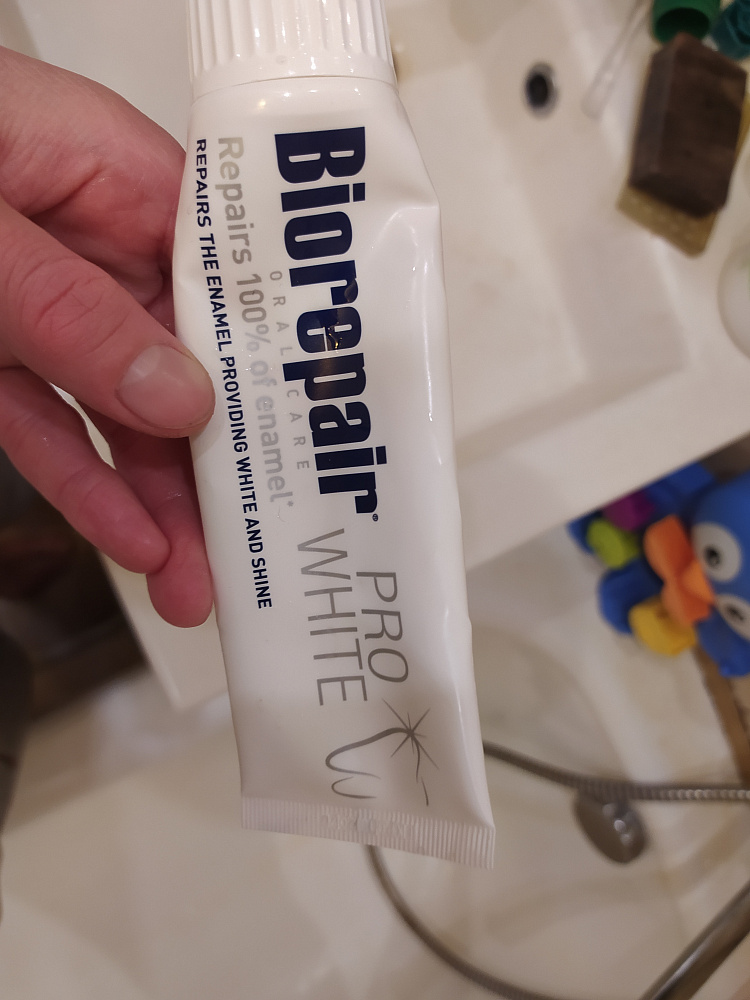 Biorepair®
ORAL CARE
PRO
WHITE
Repairs 100% of enamel*
REPAIRS THE ENAMEL PROVIDING WHITE AND SHINE